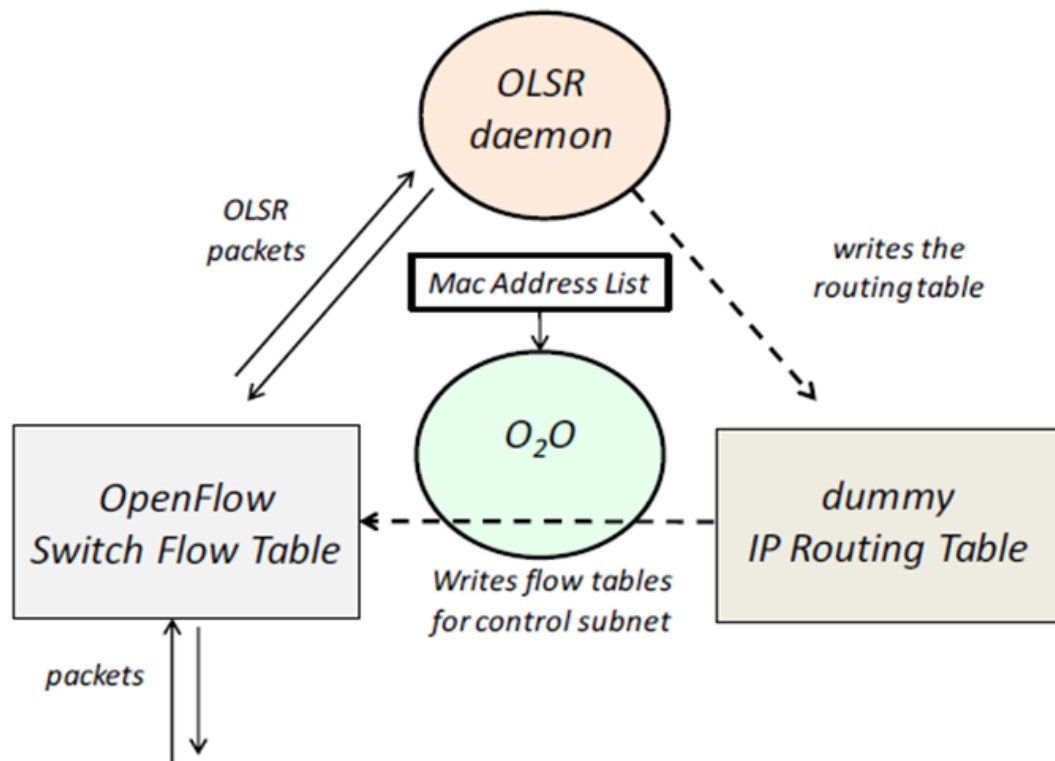 OLSR
daemon
OLSR
packets
writes the
routing table
Mac Address List
O₂O
OpenFlow
Switch Flow Table
dummy
IP Routing Table
Writes flow tables
for control subnet
packets